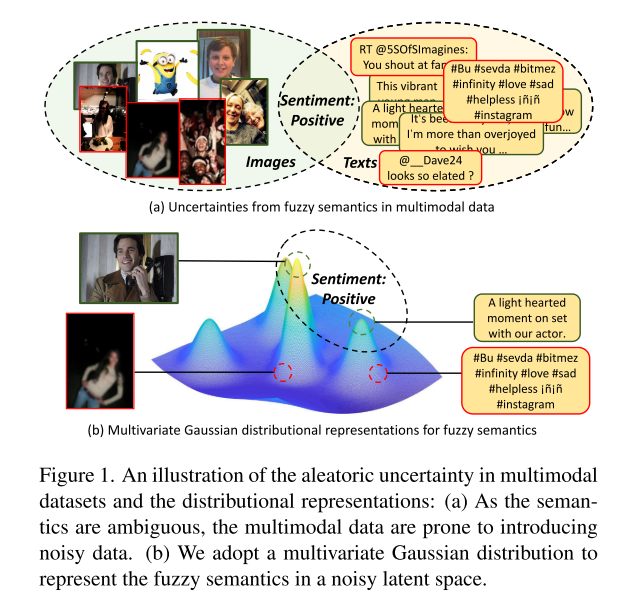 RT @5SOfSImagines:
You shout at fan
#Bu #sevda #bitmez
#infinity #love #sad
#helpless ¡ñ¡ñ
#instagram
This vibrant
A light hearted
mom
with
It's bee
I'm more than overjoyed
to wish you ...
ow
fun...
@__Dave24
looks so elated ?
Sentiment:
Positive
Images
Texts
(a) Uncertainties from fuzzy semantics in multimodal data
Sentiment:
Positive
A light hearted
moment on set
with our actor.
#Bu #sevda #bitmez
#infinity #love #sad
#helpless ¡ñ¡ñ
#instagram
(b) Multivariate Gaussian distributional representations for fuzzy semantics
Figure 1. An illustration of the aleatoric uncertainty in multimodal
datasets and the distributional representations: (a) As the seman-
tics are ambiguous, the multimodal data are prone to introducing
noisy data. (b) We adopt a multivariate Gaussian distribution to
represent the fuzzy semantics in a noisy latent space.